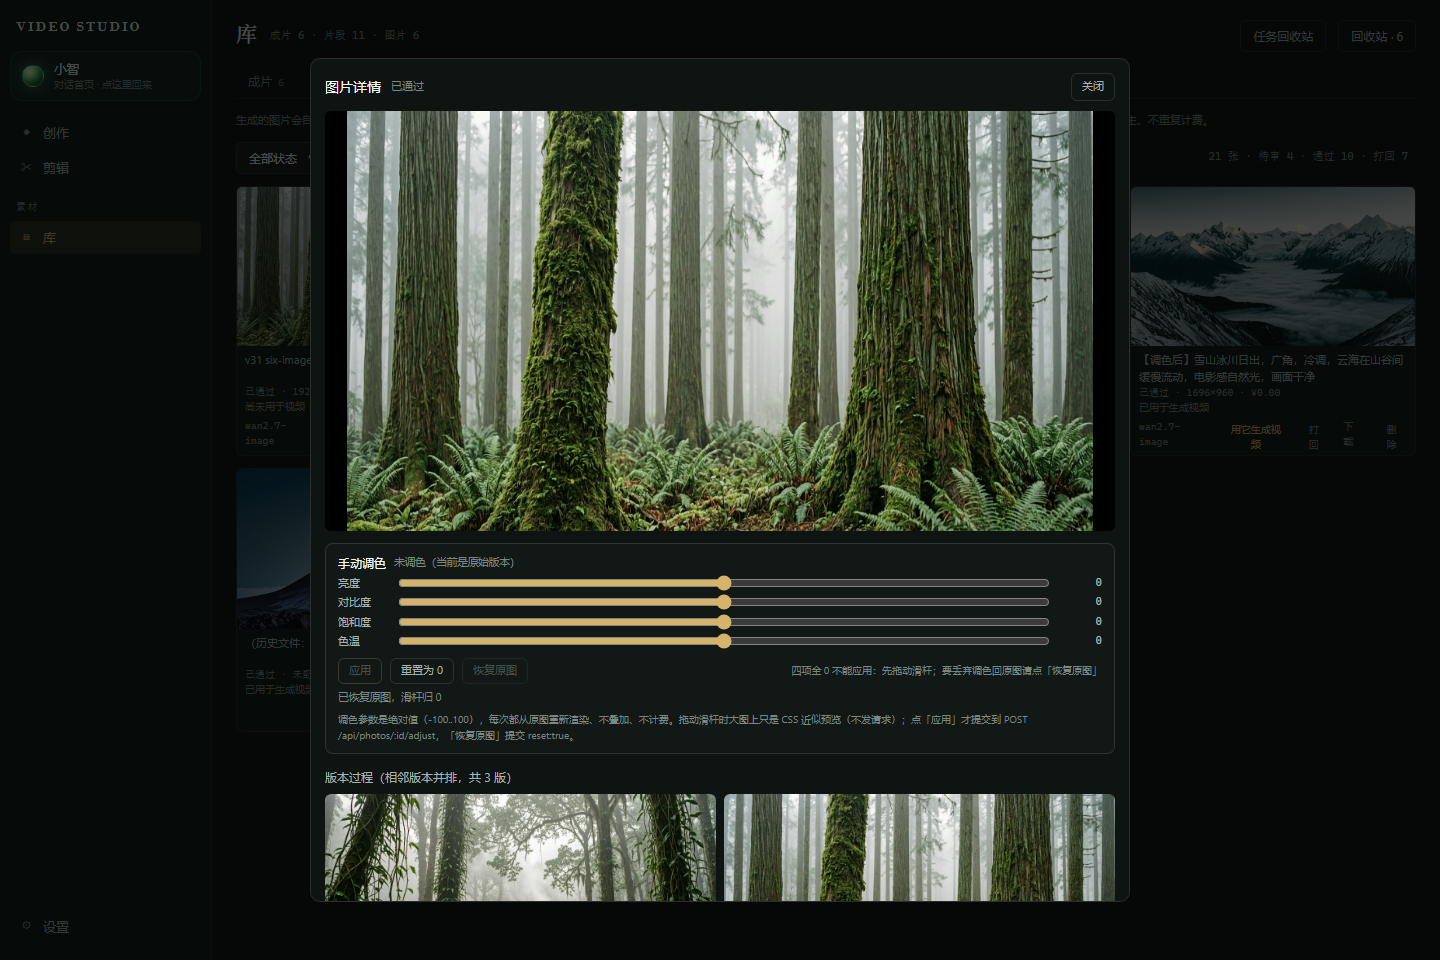 VIDEO STUDIO
小智
对话首页 · 点这里回来
创作
剪辑
素材
库
设置
库
成片 6 · 片段 11 · 图片 6
任务回收站
回收站 · 6
成片 6
生成的图片会自
生、不重复计费。
全部状态
21 张 · 待审 4 · 通过 10 · 打回 7
v31 six-image
已通过 · 192
尚未用于视频
wan2.7-
image
【调色后】雪山冰川日出，广角，冷调，云海在山谷间
缓慢流动，电影感自然光，画面干净
已通过 · 1696×960 · ¥0.00
已用于生成视频
wan2.7-
image
用它生成视
频
打
回
下
载
删
除
（历史文件：
已通过 · 未
已用于生成视频
图片详情
已通过
关闭
手动调色
未调色（当前是原始版本）
亮度
0
对比度
0
饱和度
0
色温
0
应用
重置为 0
恢复原图
四项全 0 不能应用：先拖动滑杆；要丢弃调色回原图请点「恢复原图」
已恢复原图，滑杆归 0
调色参数是绝对值（-100..100），每次都从原图重新渲染、不叠加、不计费。拖动滑杆时大图上只是 CSS 近似预览（不发请求）；点「应用」才提交到 POST
/api/photos/:id/adjust，「恢复原图」提交 reset:true。
版本过程（相邻版本并排，共 3 版）